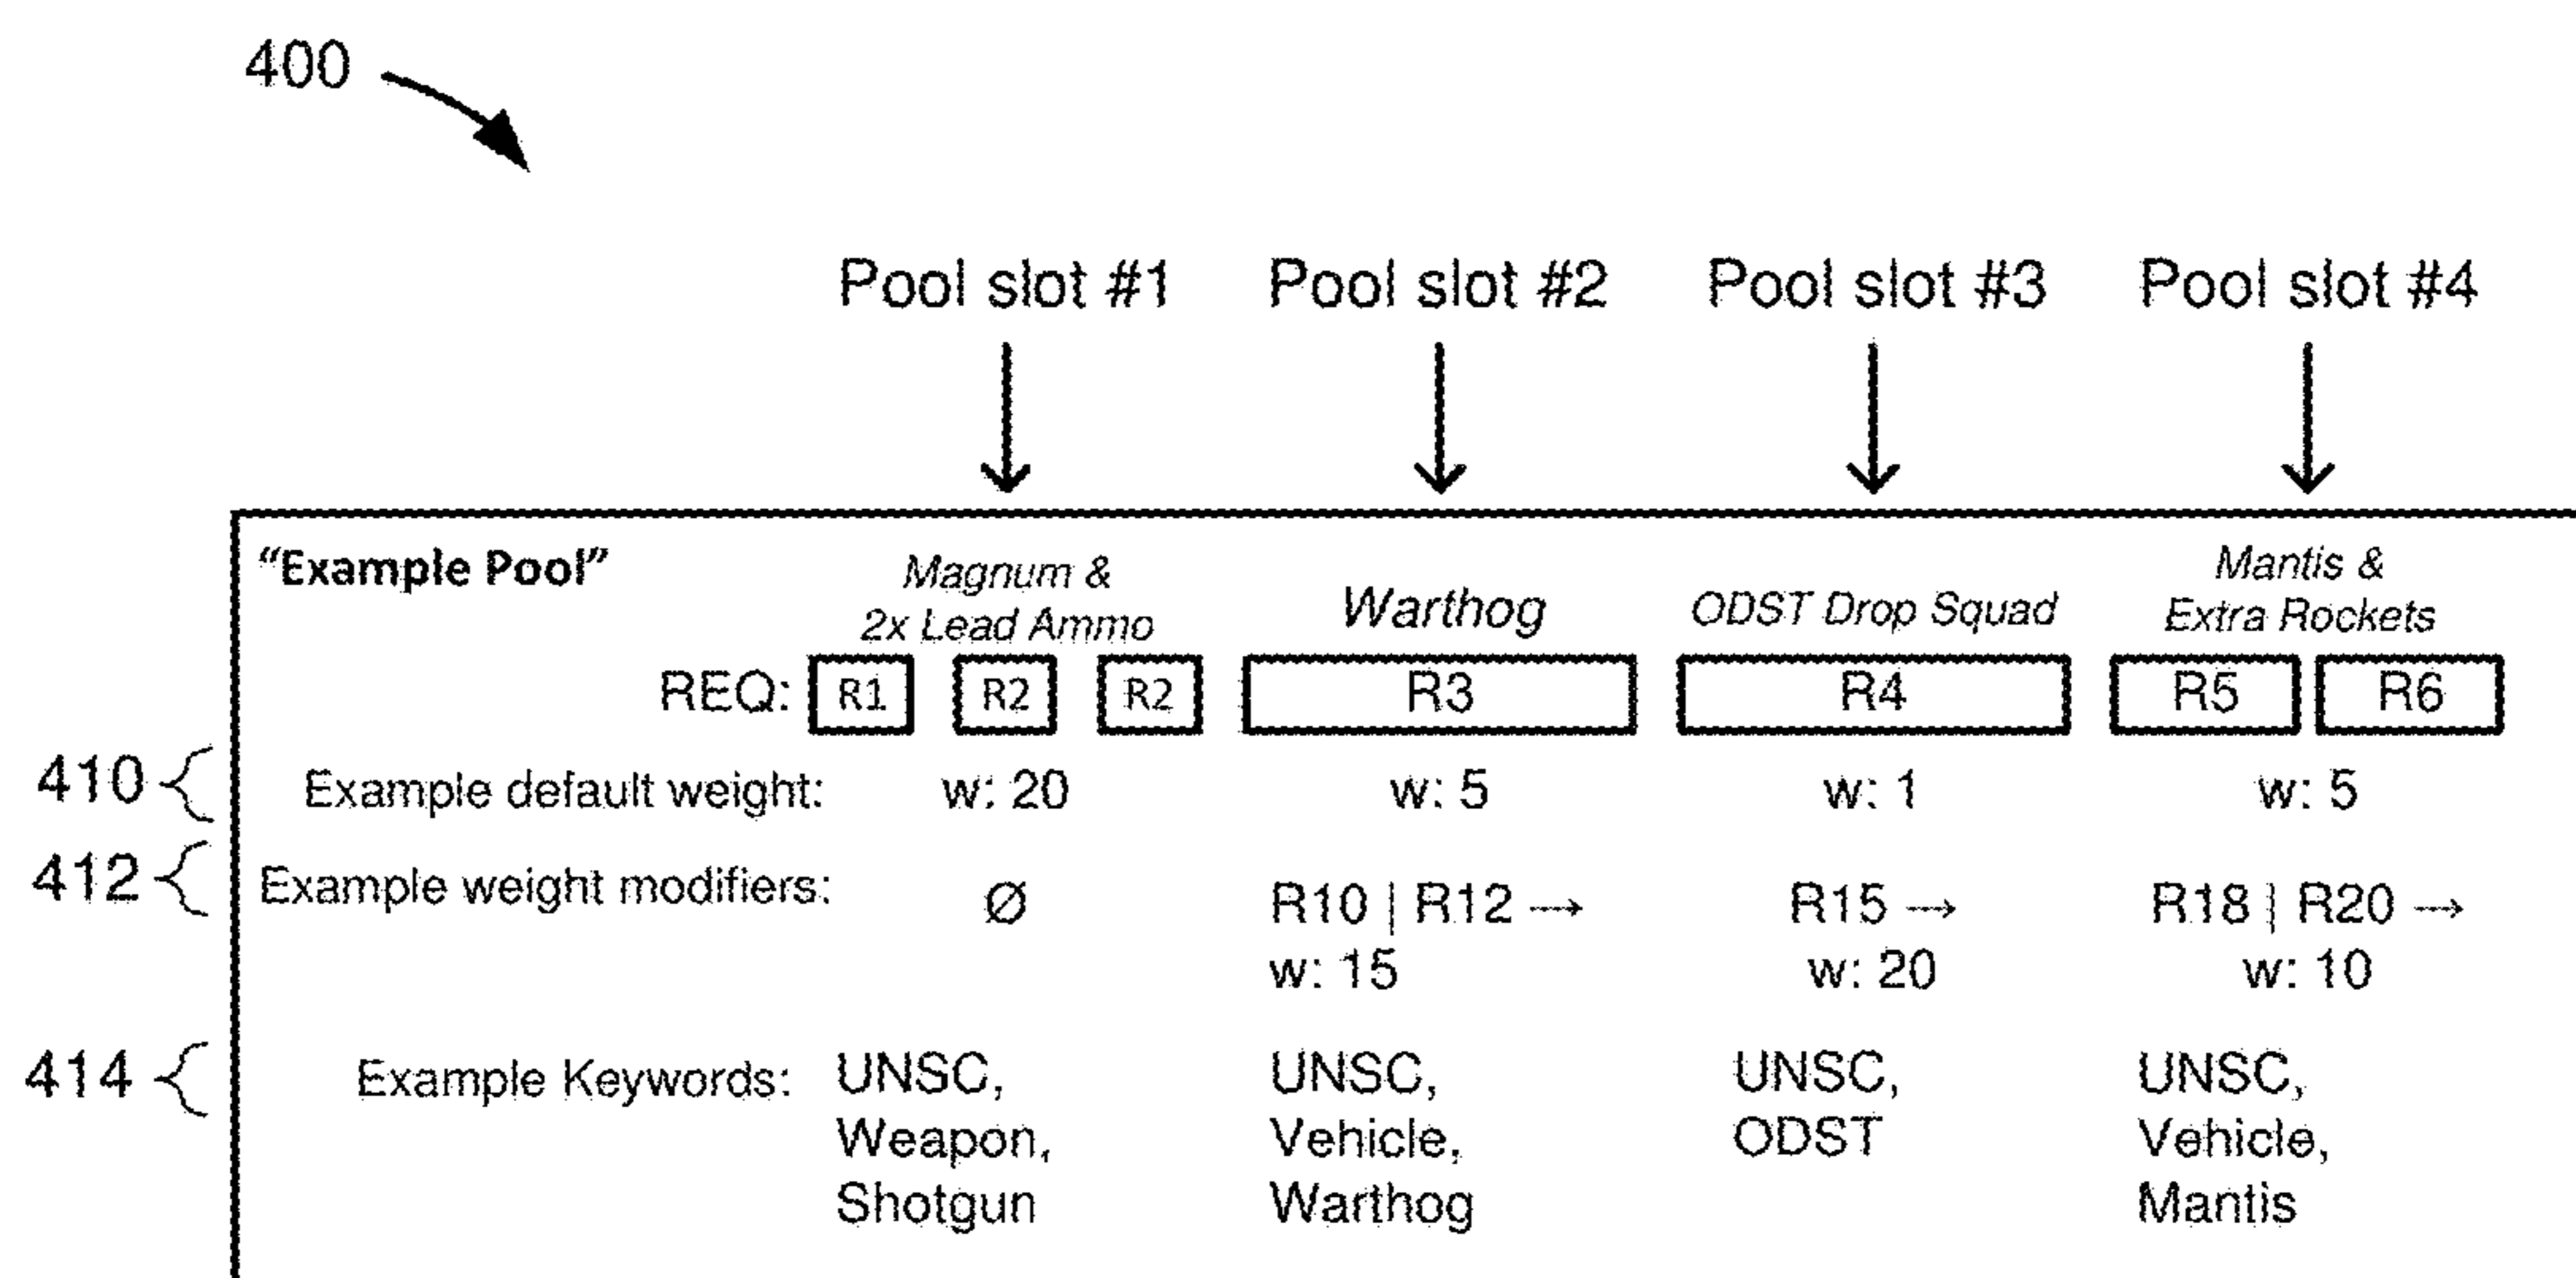 400
Pool slot #1 Pool slot #2 Pool slot #3 Pool slot #4
“Example Pool”
Magnum &
2x Lead Ammo
Warthog
ODST Drop Squad
Mantis &
Extra Rockets
REQ: R1 R2 R2 R3 R4 R5 R6
410 Example default weight: w: 20 w: 5 w: 1 w: 5
412 Example weight modifiers: Ø R10 | R12 → R15 → R18 | R20 →
w: 15 w: 20 w: 10
414 Example Keywords: UNSC, UNSC, UNSC, UNSC,
Weapon, Vehicle, ODST Vehicle,
Shotgun Warthog Mantis